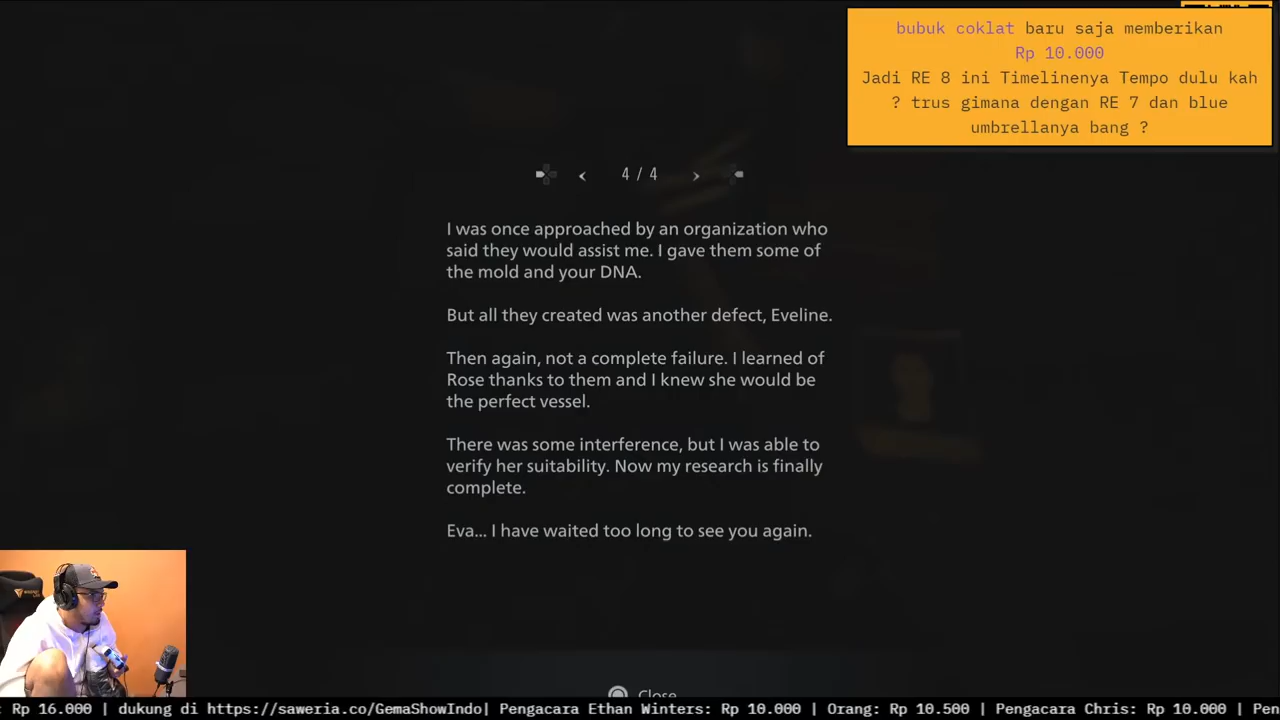 bubuk coklat baru saja memberikan
Rp 10.000
Jadi RE 8 ini Timelinenya Tempo dulu kah
? trus gimana dengan RE 7 dan blue
umbrellanya bang ?
4 / 4
I was once approached by an organization who
said they would assist me. I gave them some of
the mold and your DNA.
But all they created was another defect, Eveline.
Then again, not a complete failure. I learned of
Rose thanks to them and I knew she would be
the perfect vessel.
There was some interference, but I was able to
verify her suitability. Now my research is finally
complete.
Eva... I have waited too long to see you again.
Close
: Rp 16.000 | dukung di https://saweria.co/GemaShowIndo| Pengacara Ethan Winters: Rp 10.000 | Orang: Rp 10.500 | Pengacara Chris: Rp 10.000 | Pen